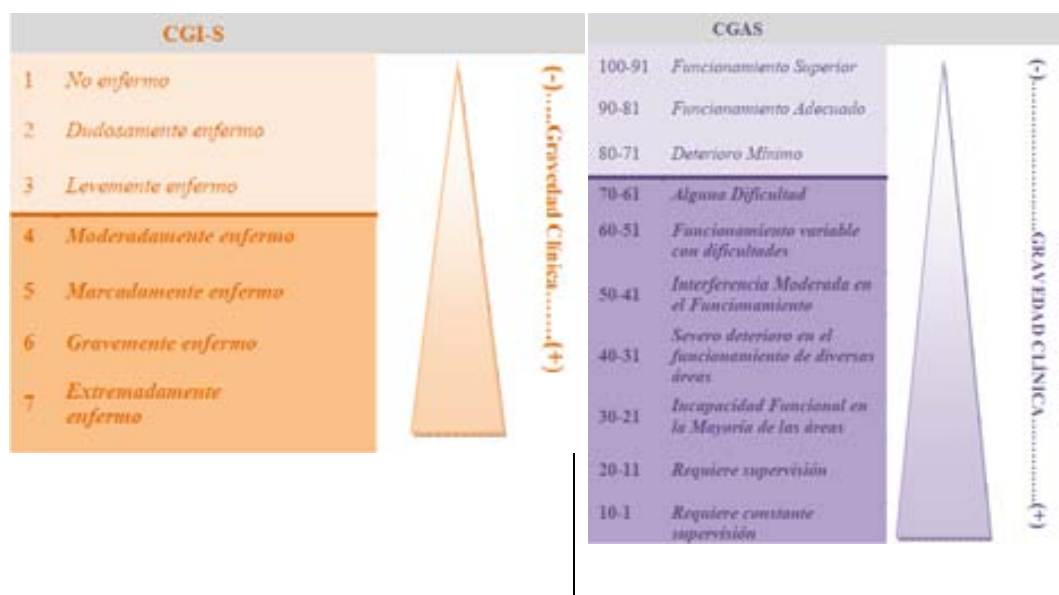 CGI-S
1 No enfermo
2 Dudosamente enfermo
3 Levemente enfermo
4 Moderadamente enfermo
5 Marcadamente enfermo
6 Gravemente enfermo
7 Extremadamente
enfermo
(-).....Gravedad Clínica.......(+)
CGAS
100-91 Funcionamiento Superior
90-81 Funcionamiento Adecuado
80-71 Deterioro Mínimo
70-61 Alguna Dificultad
60-51 Funcionamiento variable
con dificultades
50-41 Interferencia Moderada en
el Funcionamiento
40-31 Severo deterioro en el
funcionamiento de diversas
áreas
30-21 Incapacidad Funcional en
la Mayoría de las áreas
20-11 Requiere supervisión
10-1 Requiere constante
supervisión
(-)..............................GRAVEDAD CLÍNICA.................(+)